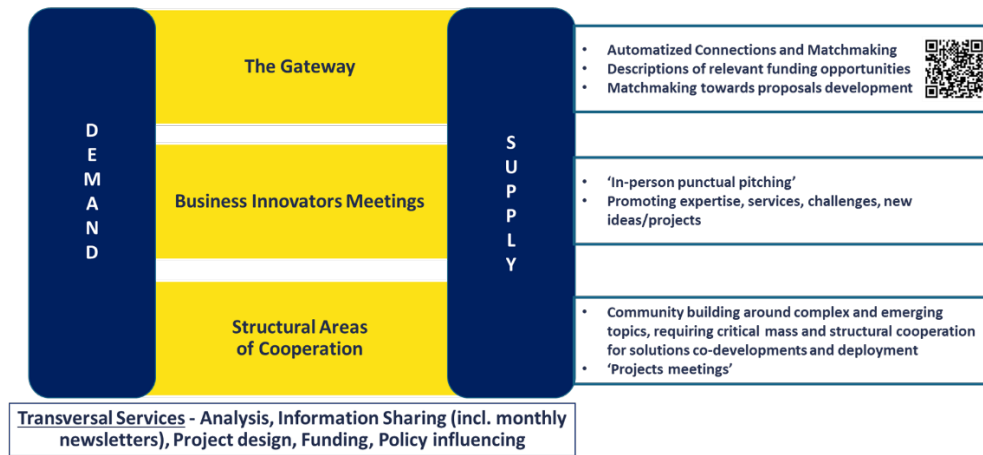 DEMAND
The Gateway
Business Innovators Meetings
Structural Areas
of Cooperation
SUPPLY
• Automatized Connections and Matchmaking
• Descriptions of relevant funding opportunities
• Matchmaking towards proposals development
• ‘In-person punctual pitching’
• Promoting expertise, services, challenges, new
ideas/projects
• Community building around complex and emerging
topics, requiring critical mass and structural cooperation
for solutions co-developments and deployment
• ‘Projects meetings’
Transversal Services - Analysis, Information Sharing (incl. monthly
newsletters), Project design, Funding, Policy influencing